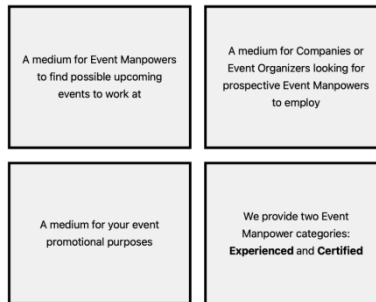 A medium for Event Manpowers
to find possible upcoming
events to work at
A medium for Companies or
Event Organizers looking for
prospective Event Manpowers
to employ
A medium for your event
promotional purposes
We provide two Event
Manpower categories:
Experienced and Certified